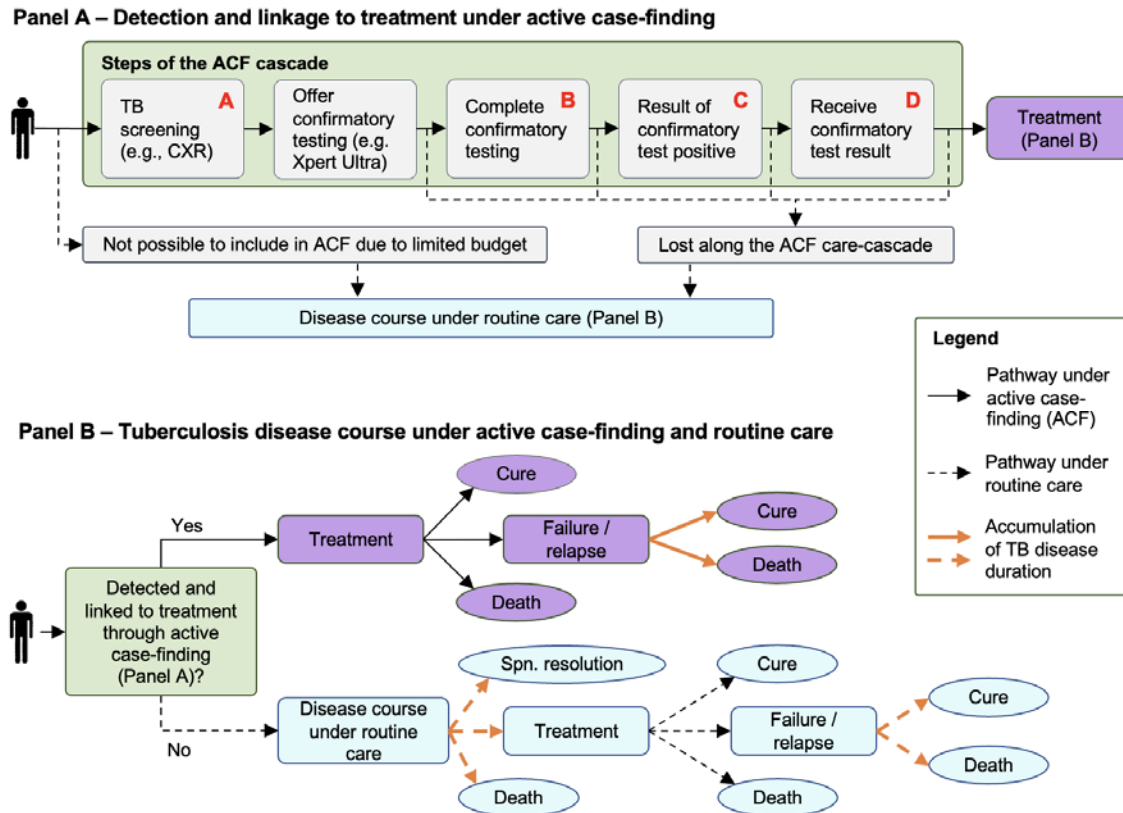 Panel A – Detection and linkage to treatment under active case-finding
Steps of the ACF cascade
TB
screening
(e.g., CXR)
A
Offer
confirmatory
testing (e.g.
Xpert Ultra)
Complete
confirmatory
testing
B
Result of
confirmatory
test positive
C
Receive
confirmatory
test result
D
Treatment
(Panel B)
Not possible to include in ACF due to limited budget
Lost along the ACF care-cascade
Disease course under routine care (Panel B)
Legend
Pathway under
active case-
finding (ACF)
Pathway under
routine care
Accumulation
of TB disease
duration
Panel B – Tuberculosis disease course under active case-finding and routine care
Detected and
linked to treatment
through active
case-finding
(Panel A)?
Yes
Treatment
Cure
Failure /
relapse
Death
Cure
Death
No
Disease course
under routine
care
Spn. resolution
Treatment
Death
Cure
Failure /
relapse
Death
Cure
Death